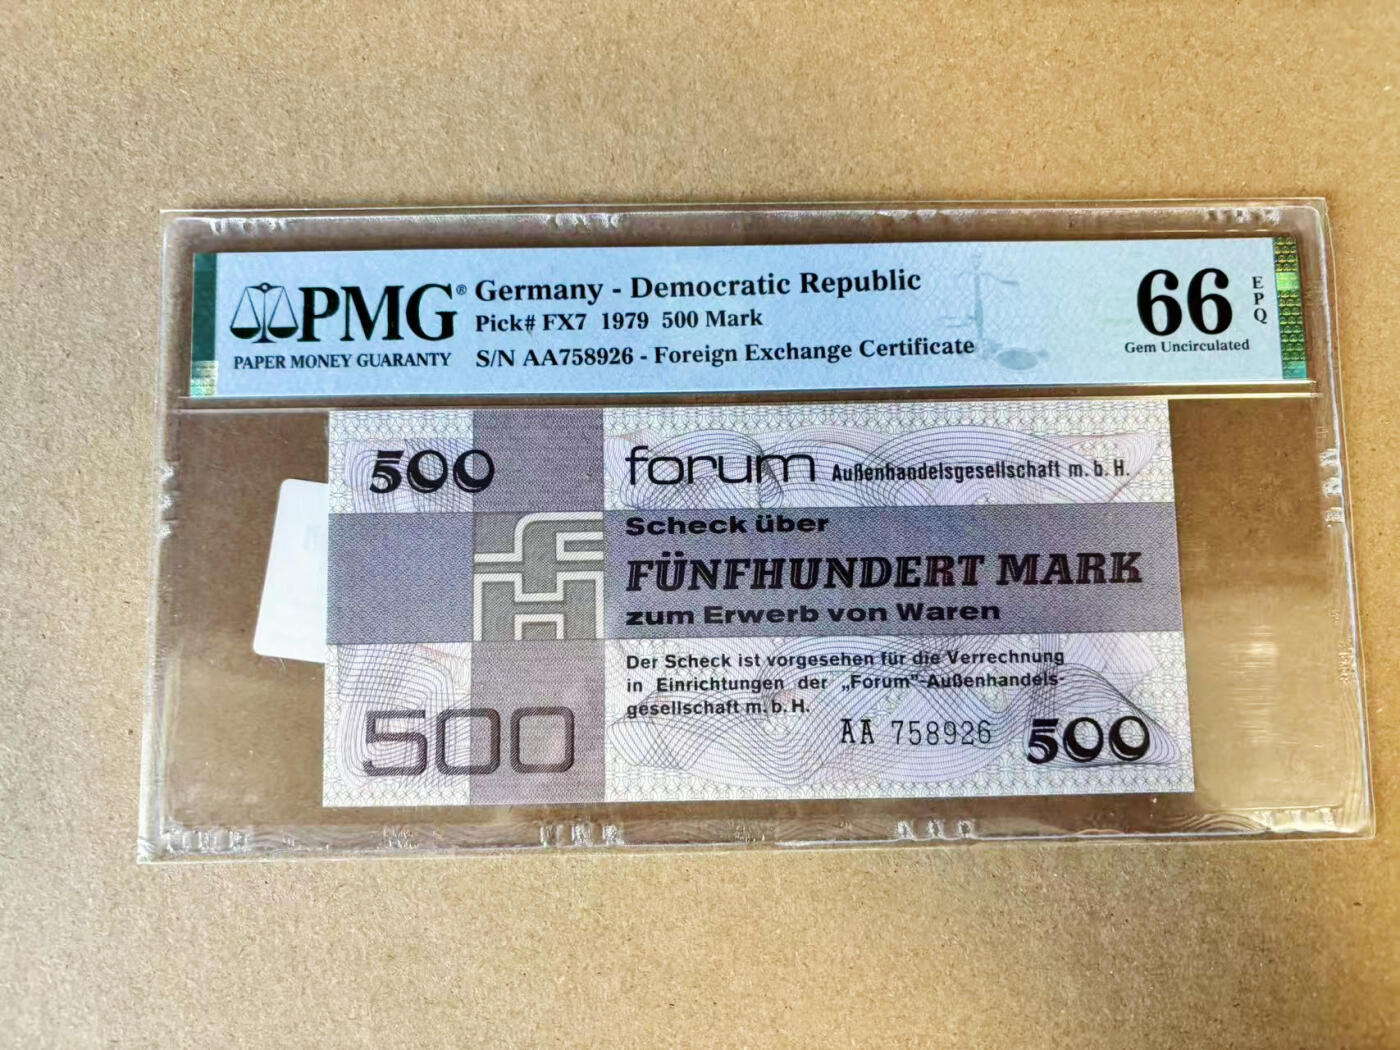 PMG®
PAPER MONEY GUARANTY
Germany - Democratic Republic
Pick# FX7 1979 500 Mark
S/N AA758926 - Foreign Exchange Certificate
66
EPQ
Gem Uncirculated
500
forum Außenhandelsgesellschaft m. b. H.
Scheck über
FÜNFHUNDERT MARK
zum Erwerb von Waren
Der Scheck ist vorgesehen für die Verrechnung
in Einrichtungen der „Forum"-Außenhandels-
gesellschaft m. b. H.
500
AA 758926
500